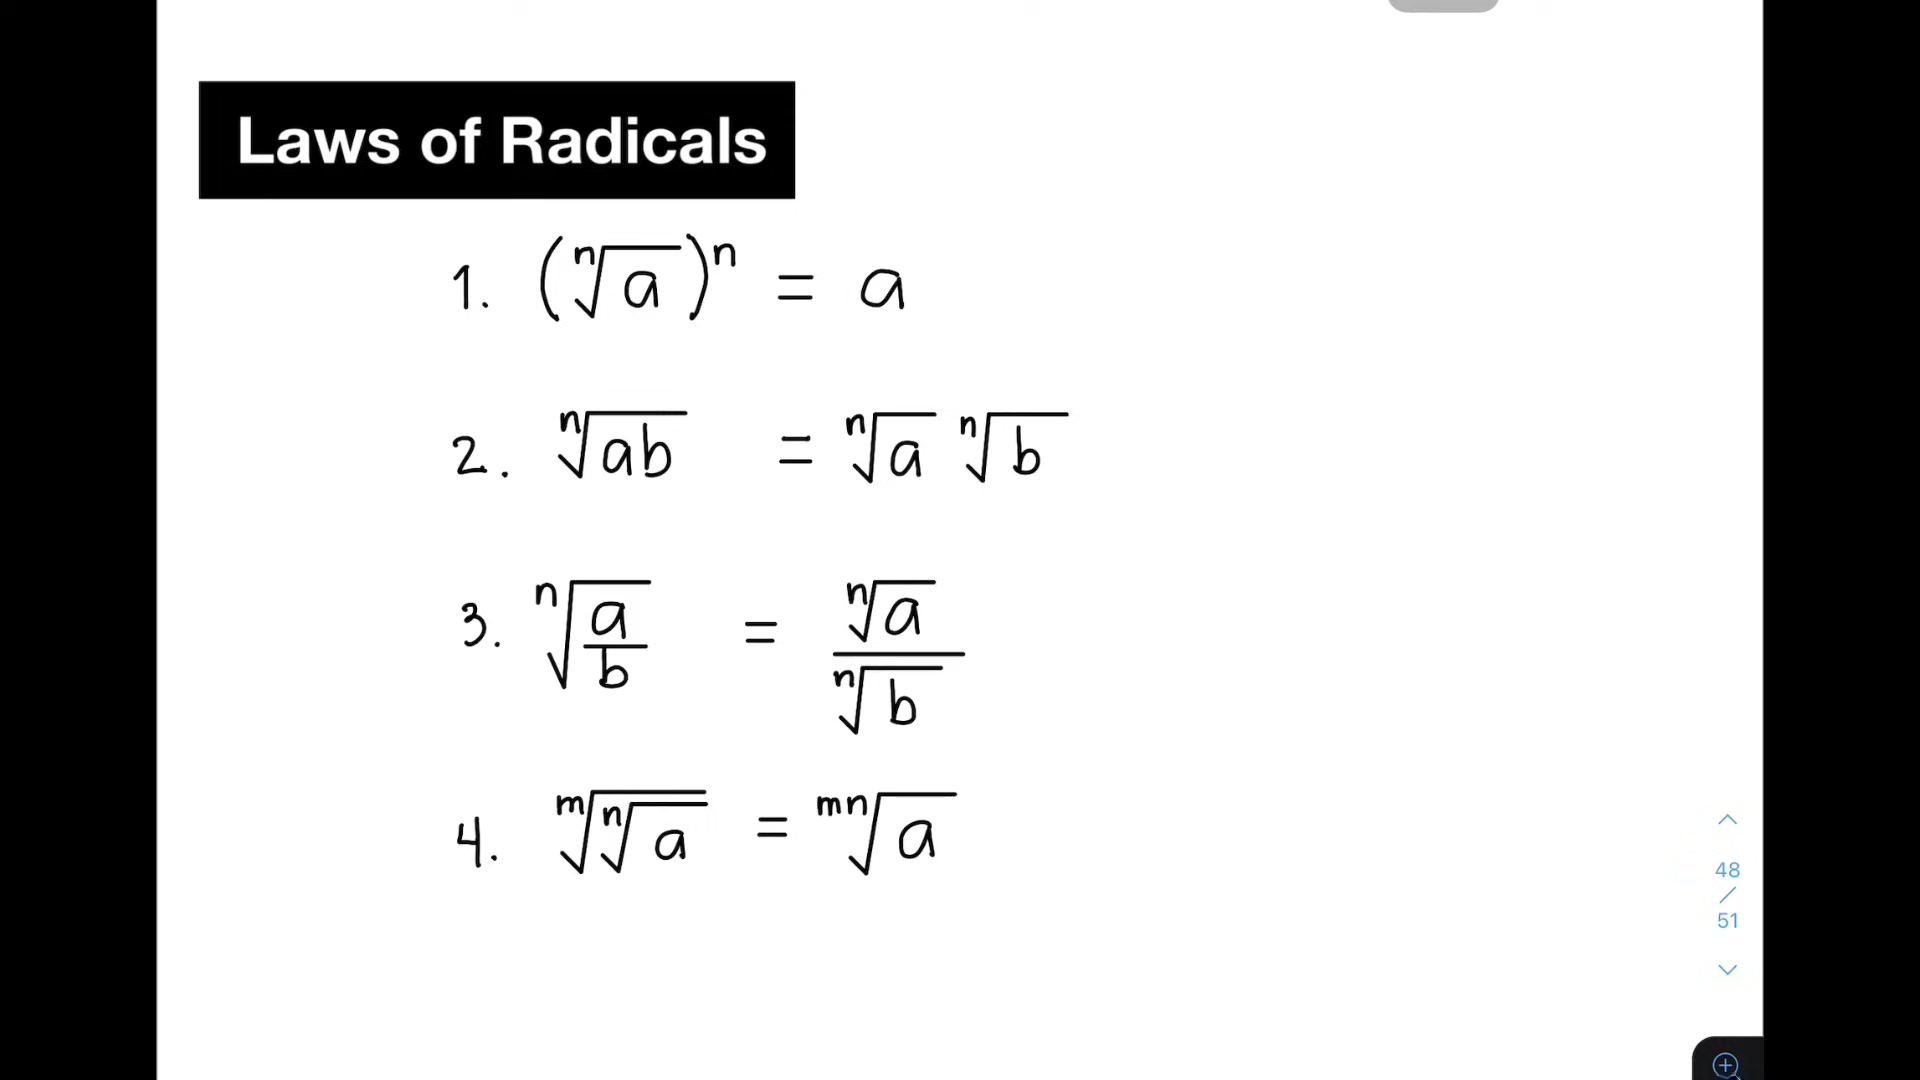 Laws of Radicals
1. (ⁿ√a)ⁿ = a
2. ⁿ√ab = ⁿ√a ⁿ√b
3. ⁿ√(a/b) = ⁿ√a / ⁿ√b
4. ᵐ√ⁿ√a = ᵐⁿ√a
48
/
51